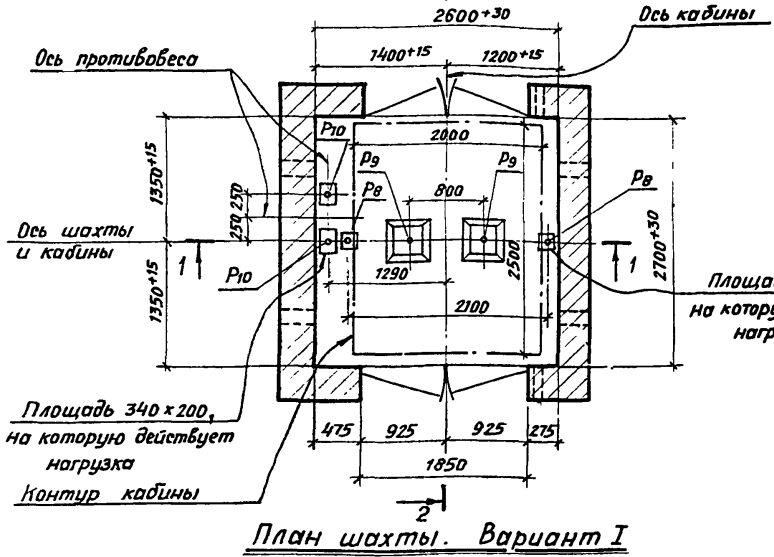 2600+30
Ось кабины
1400+15
1200+15
Ось противовеса
P10
2000
P9
P9
P8
P8
800
1350+15
250
250
Ось шахты
и кабины
1
1
P10
1290
2500
2700+30
2100
1350+15
Площад
на котору
нагр
Площадь 340×200,
на которую действует
нагрузка
475
925
925
275
1850
Контур кабины
2
План шахты. Вариант I